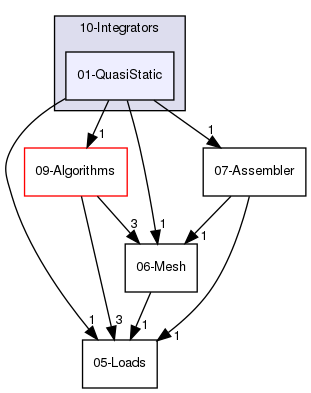 10-Integrators
01-QuasiStatic
1
1
09-Algorithms
07-Assembler
3
1
1
06-Mesh
1
3
1
1
05-Loads